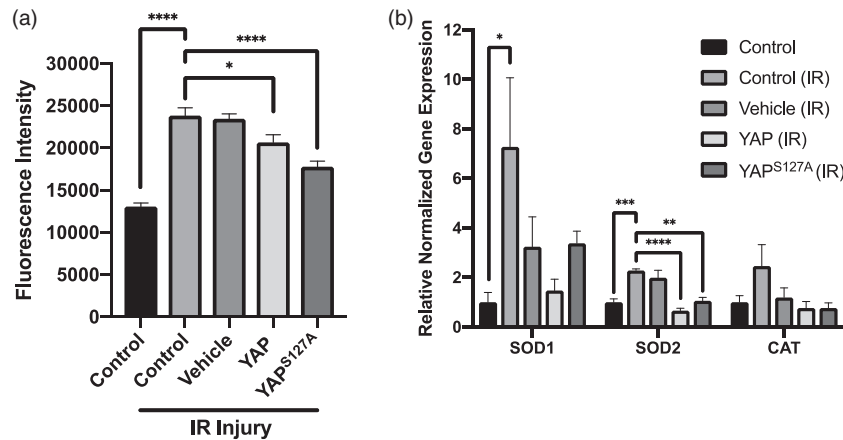 (a)
****
****
*
Fluorescence Intensity
30000
25000
20000
15000
10000
5000
0
Control
Control
Vehicle
YAP
YAPS127A
IR Injury
(b)
Relative Normalized Gene Expression
12
10
8
6
4
2
0
*
***
**
****
SOD1
SOD2
CAT
Control
Control (IR)
Vehicle (IR)
YAP (IR)
YAPS127A (IR)